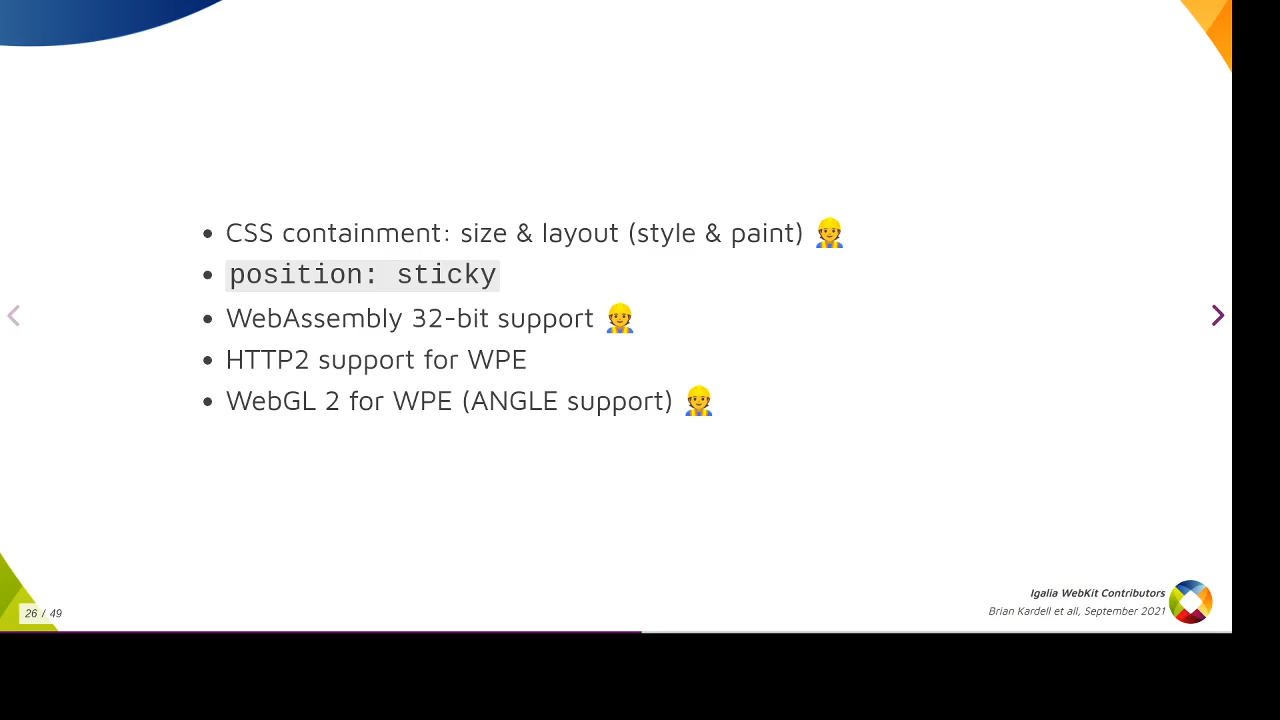 CSS containment: size & layout (style & paint) 👷
position: sticky
WebAssembly 32-bit support 👷
HTTP2 support for WPE
WebGL 2 for WPE (ANGLE support) 👷
Igalia WebKit Contributors
Brian Kardell et all, September 2021
26 / 49